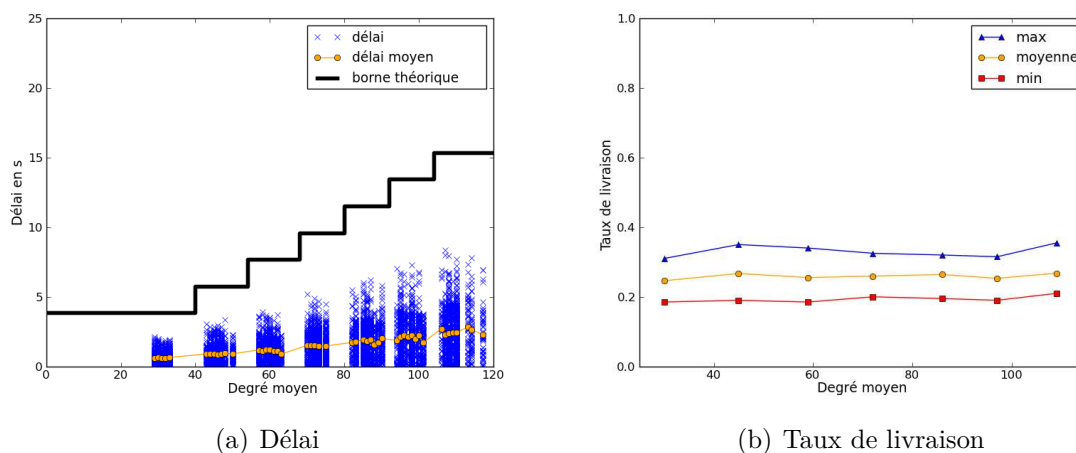 25
20
15
10
5
0
Délai en s
0 20 40 60 80 100 120
Degré moyen
délai
délai moyen
borne théorique
(a) Délai
1.0
0.8
0.6
0.4
0.2
0.0
Taux de livraison
40 60 80 100
Degré moyen
max
moyenne
min
(b) Taux de livraison